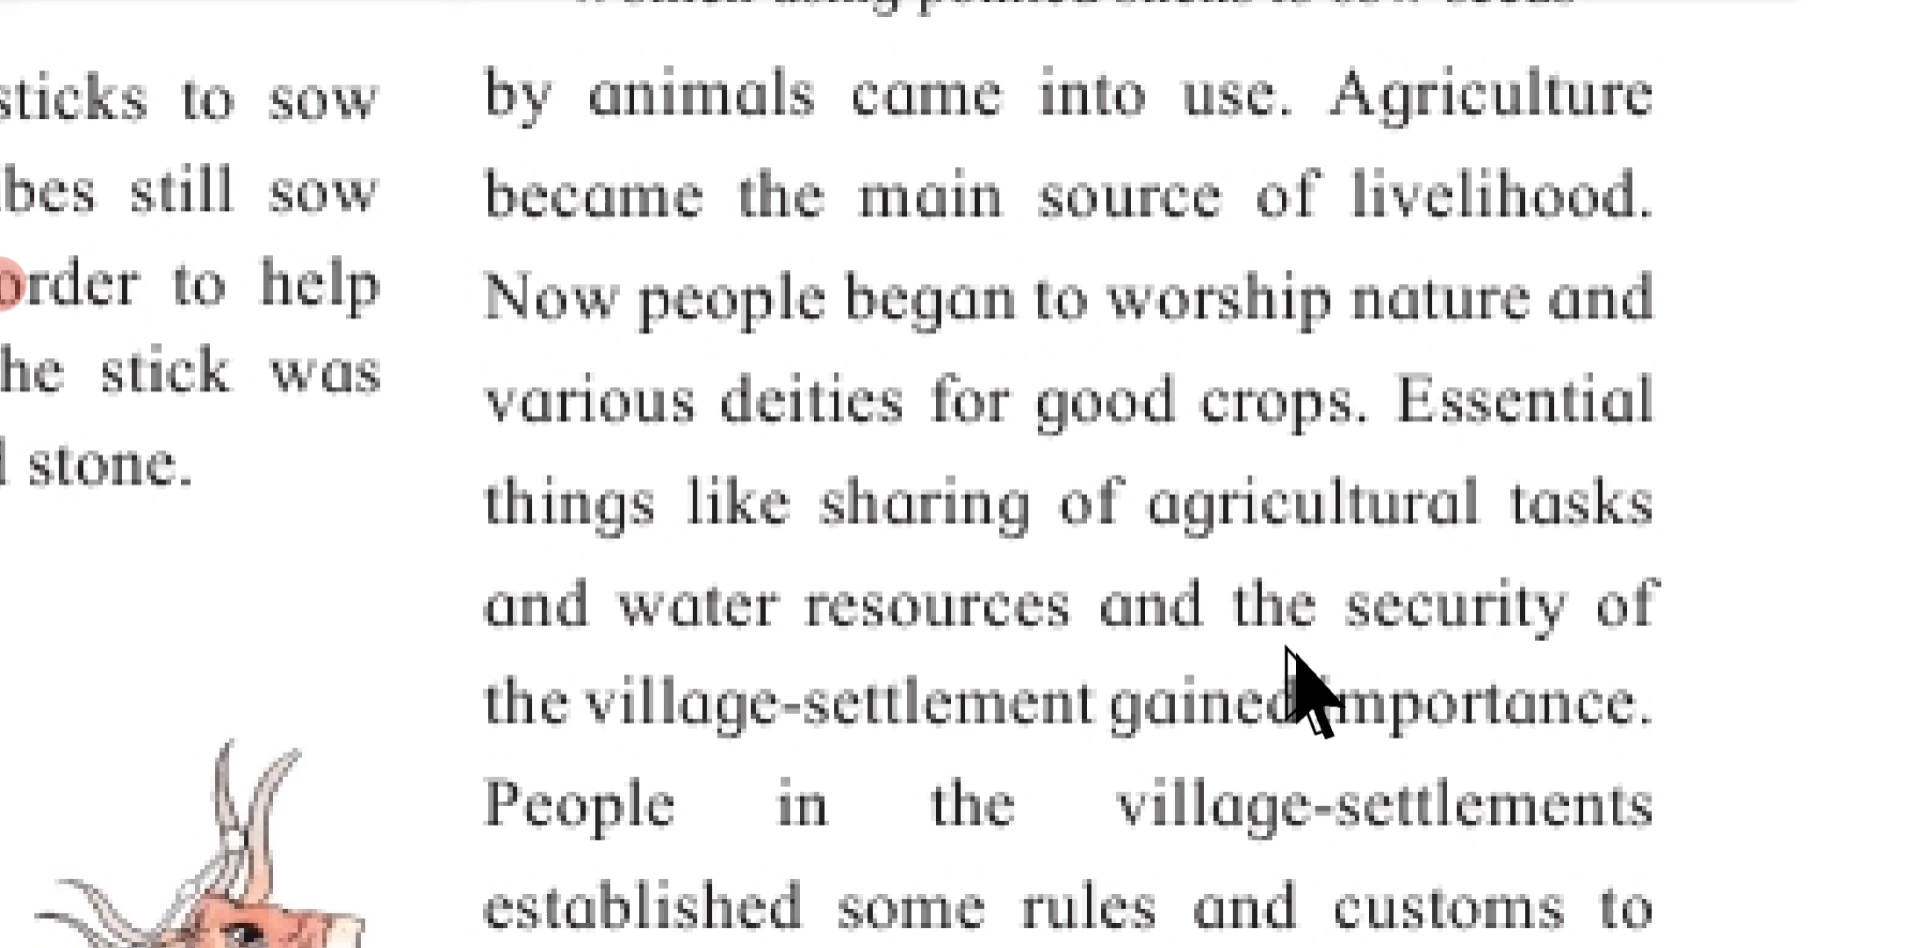 sticks to sow
still sow
order to help
stick was
stone.
by animals came into use. Agriculture
became the main source of livelihood.
Now people began to worship nature and
various deities for good crops. Essential
things like sharing of agricultural tasks
and water resources and the security of
the village-settlement gained importance.
People in the village-settlements
established some rules and customs to